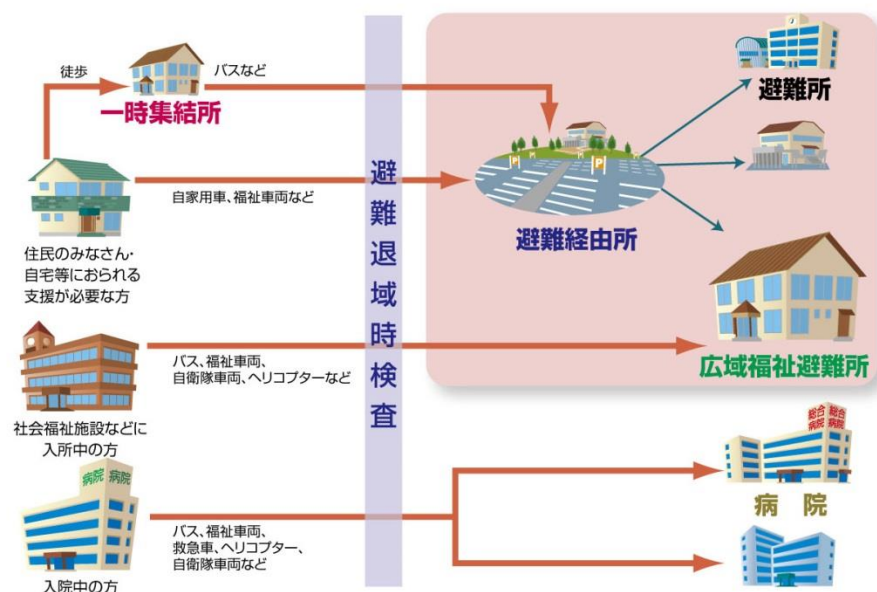 徒歩
バスなど
一時集結所
避難所
自家用車、福祉車両など
避難経由所
住民のみなさん・
自宅等におられる
支援が必要な方
避難退域時検査
バス、福祉車両、
自衛隊車両、ヘリコプターなど
広域福祉避難所
社会福祉施設などに
入所中の方
総合 総合
病院 病院
病院 病院
病 院
バス、福祉車両、
救急車、ヘリコプター、
自衛隊車両など
入院中の方
P
P